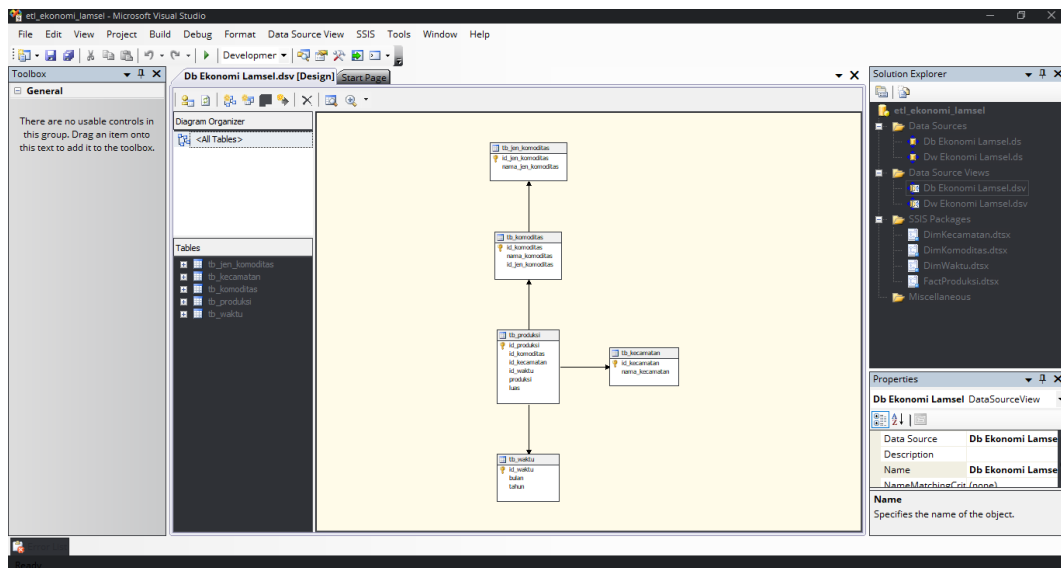 etl_ekonomi_lamsel - Microsoft Visual Studio
File Edit View Project Build Debug Format Data Source View SSIS Tools Window Help
Developmer
Toolbox
General
There are no usable controls in
this group. Drag an item onto
this text to add it to the toolbox.
Db Ekonomi Lamsel.dsv [Design]
Start Page
Diagram Organizer
<All Tables>
Tables
tb_jen_komoditas
tb_kecamatan
tb_komoditas
tb_produksi
tb_waktu
tb_jen_komoditas
id_jen_komoditas
nama_jen_komoditas
tb_komoditas
id_komoditas
nama_komoditas
id_jen_komoditas
tb_produksi
id_produksi
id_komoditas
id_kecamatan
id_waktu
produksi
luas
tb_kecamatan
id_kecamatan
nama_kecamatan
tb_waktu
id_waktu
bulan
tahun
Solution Explorer
etl_ekonomi_lamsel
Data Sources
Db Ekonomi Lamsel.ds
Dw Ekonomi Lamsel.ds
Data Source Views
Db Ekonomi Lamsel.dsv
Dw Ekonomi Lamsel.dsv
SSIS Packages
DimKecamatan.dtsx
DimKomoditas.dtsx
DimWaktu.dtsx
FactProduksi.dtsx
Miscellaneous
Properties
Db Ekonomi Lamsel DataSourceView
Data Source Db Ekonomi Lamse
Description
Name Db Ekonomi Lamse
NameMatchingCrit (none)
Name
Specifies the name of the object.
Ready